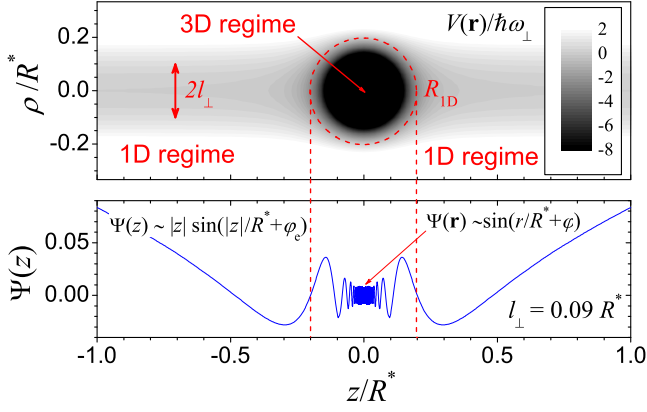 3D regime
V(r)/ħω⊥
0.2
2
0
ρ/R*
0.0
2l⊥
R1D
-2
-4
-0.2
-6
1D regime
1D regime
-8
Ψ(z) ~ |z| sin(|z|/R*+φe)
Ψ(r) ~sin(r/R*+φ)
0.05
Ψ(z)
0.00
l⊥ = 0.09 R*
-1.0
-0.5
0.0
0.5
1.0
z/R*